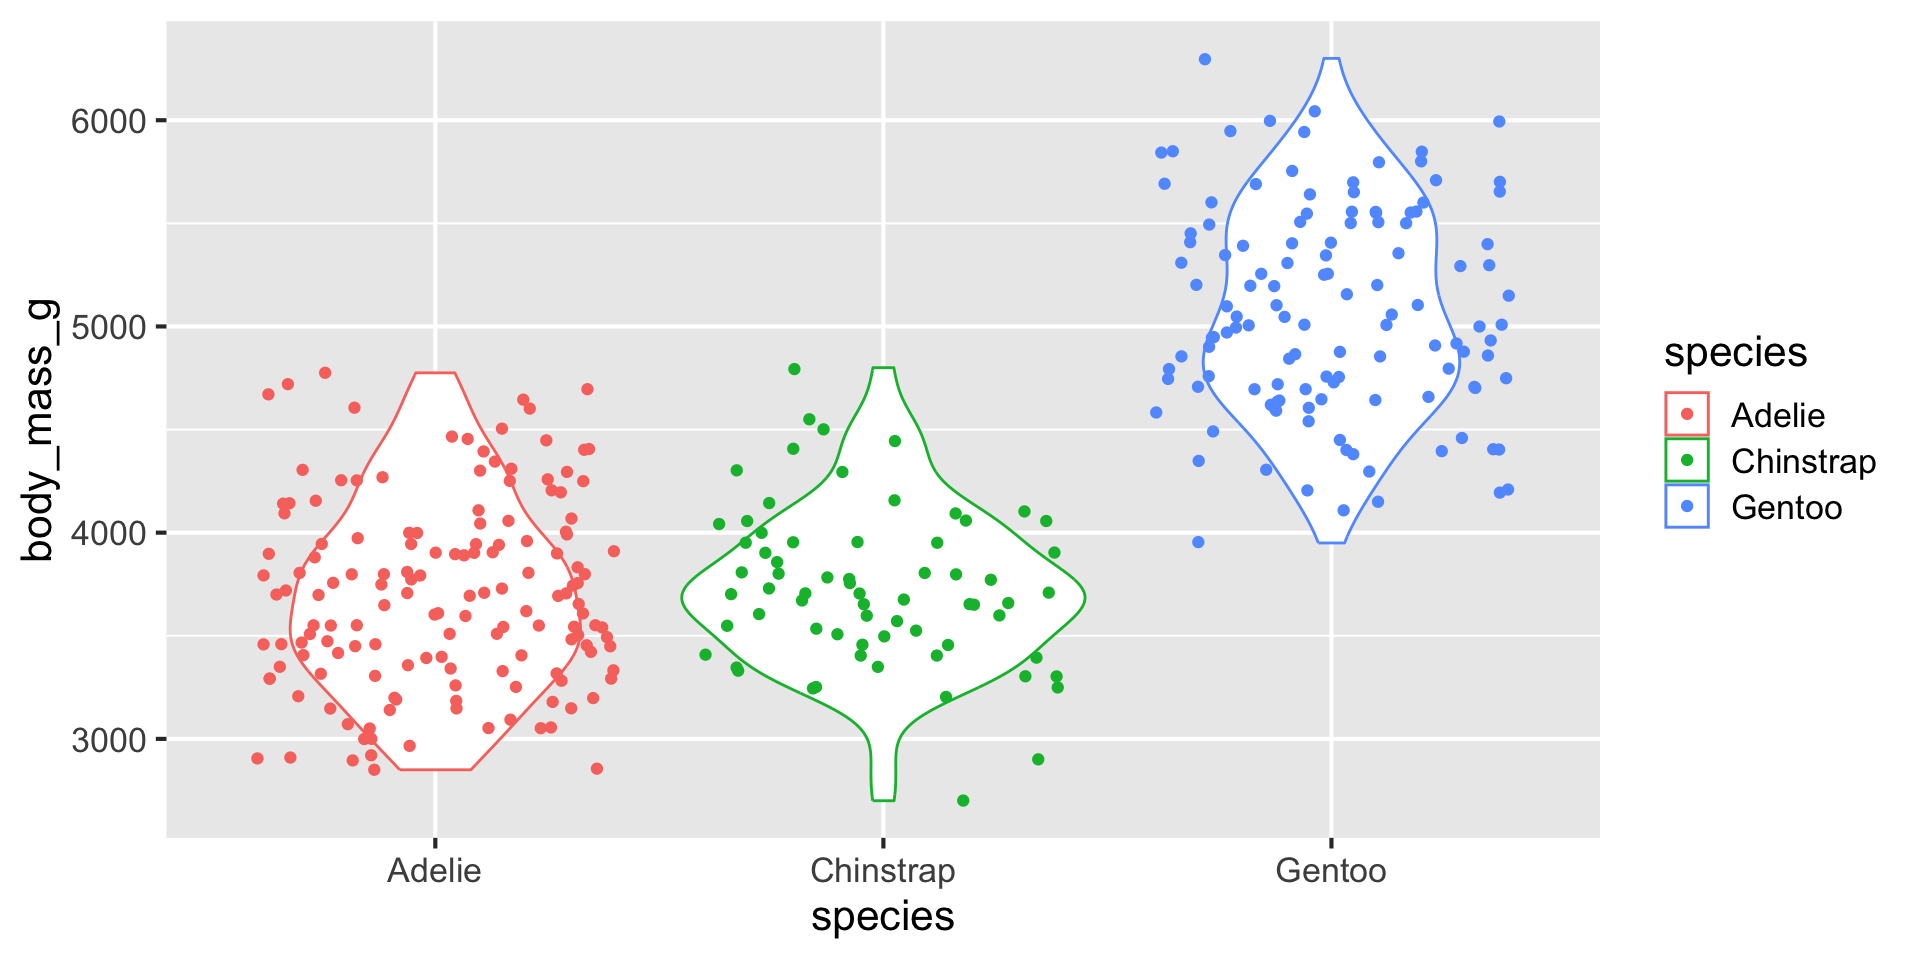 body_mass_g
6000
5000
4000
3000
Adelie
Chinstrap
Gentoo
species
species
Adelie
Chinstrap
Gentoo